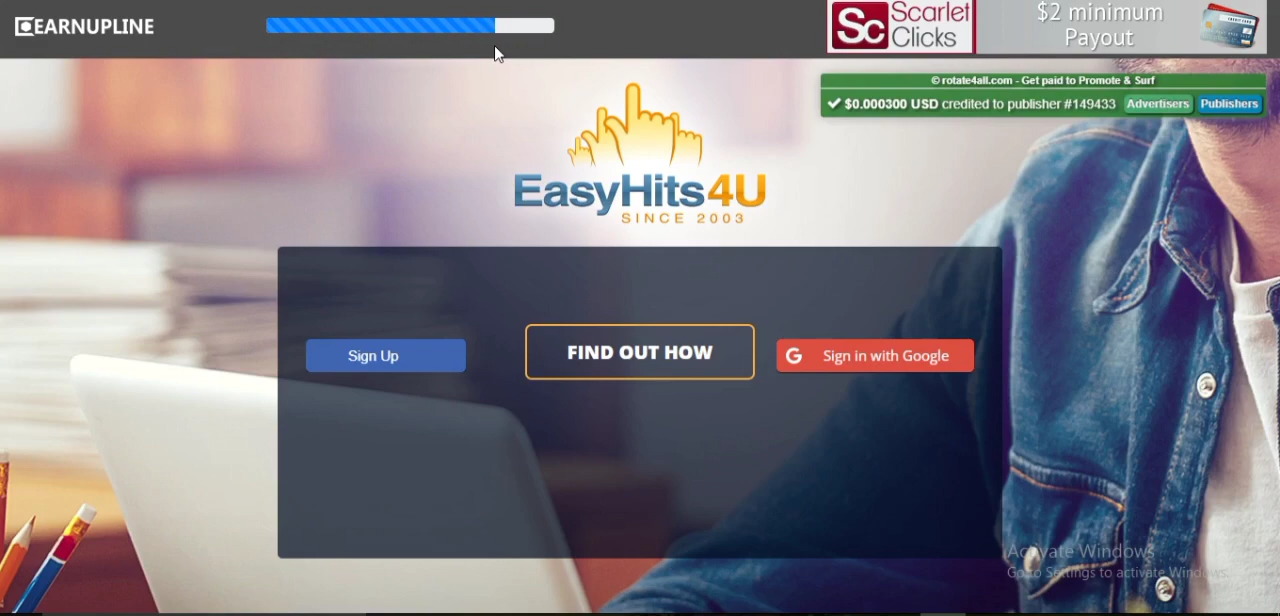 EARNUPLINE
Scarlet
Clicks
Sc
$2 minimum
Payout
© rotate4all.com - Get paid to Promote & Surf
$0.000300 USD credited to publisher #149433 Advertisers Publishers
EasyHits4U
SINCE 2003
Sign Up
FIND OUT HOW
G Sign in with Google
Activate Windows
Go to Settings to activate Windows.